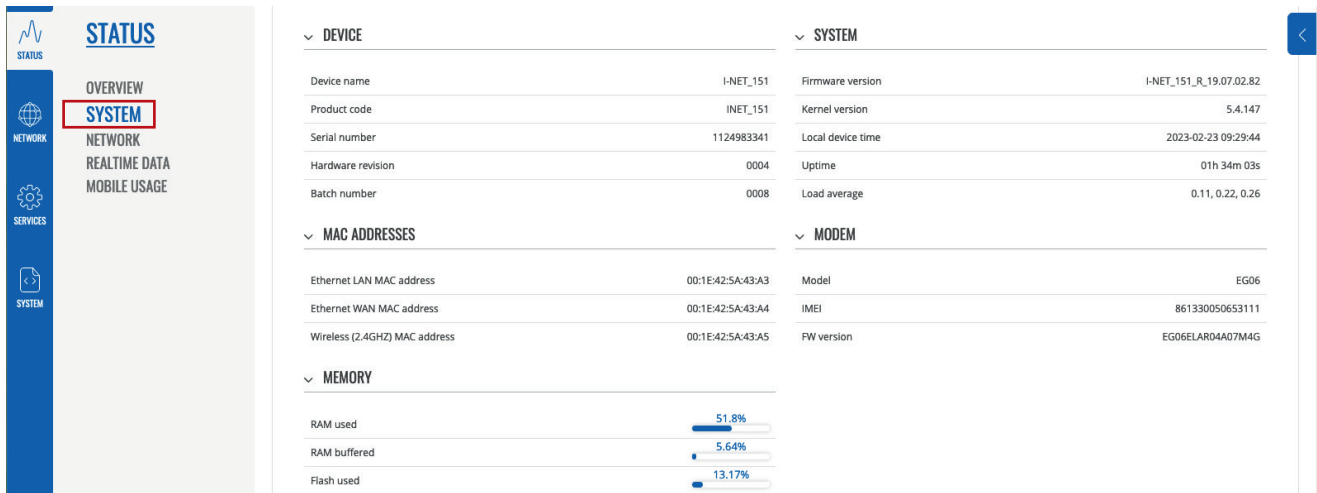 STATUS
NETWORK
SERVICES
SYSTEM
STATUS
OVERVIEW
SYSTEM
NETWORK
REALTIME DATA
MOBILE USAGE
DEVICE
Device name I-NET_151
Product code INET_151
Serial number 1124983341
Hardware revision 0004
Batch number 0008
MAC ADDRESSES
Ethernet LAN MAC address 00:1E:42:5A:43:A3
Ethernet WAN MAC address 00:1E:42:5A:43:A4
Wireless (2.4GHZ) MAC address 00:1E:42:5A:43:A5
MEMORY
RAM used 51.8%
RAM buffered 5.64%
Flash used 13.17%
SYSTEM
Firmware version I-NET_151_R_19.07.02.82
Kernel version 5.4.147
Local device time 2023-02-23 09:29:44
Uptime 01h 34m 03s
Load average 0.11, 0.22, 0.26
MODEM
Model EG06
IMEI 861330050653111
FW version EG06ELAR04A07M4G